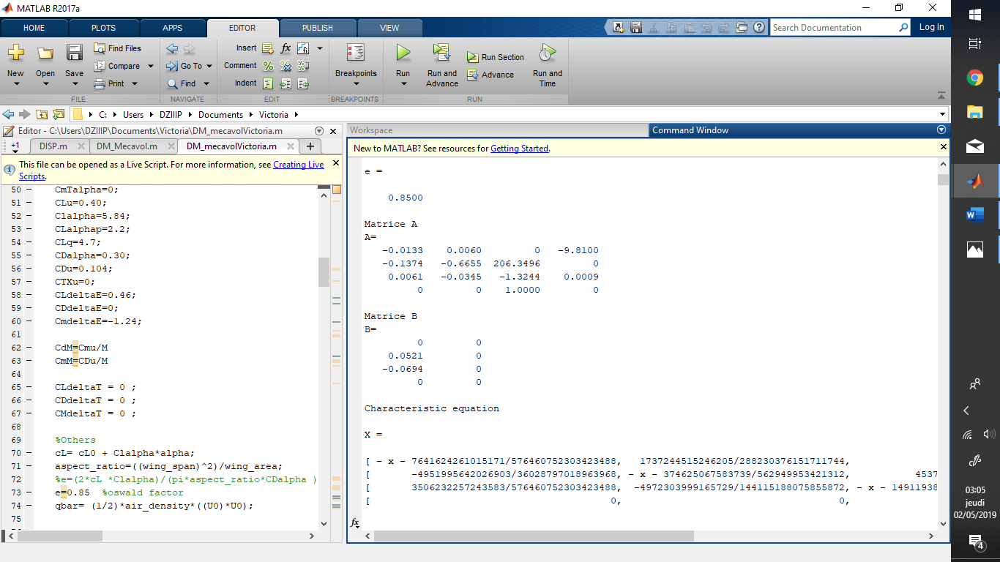 MATLAB R2017a
HOME PLOTS APPS EDITOR PUBLISH VIEW Search Documentation Log In
New Open Save Find Files Compare Print Go To Find Insert Comment Indent Breakpoints Run Run and Advance Run Section Advance Run and Time
FILE NAVIGATE EDIT BREAKPOINTS RUN
C: Users DZIIIP Documents Victoria
Editor - C:\Users\DZIIIP\Documents\Victoria\DM_mecavolVictoria.m
+1 DISP.m DM_Mecavol.m DM_mecavolVictoria.m +
This file can be opened as a Live Script. For more information, see Creating Live
Scripts.
50 - CmTalpha=0;
51 - CLu=0.40;
52 - Clalpha=5.84;
53 - CLalphap=2.2;
54 - CLq=4.7;
55 - CDalpha=0.30;
56 - CDu=0.104;
57 - CTXu=0;
58 - CLdeltaE=0.46;
59 - CDdeltaE=0;
60 - CmdeltaE=-1.24;
61
62 - CdM=Cmu/M
63 - CmM=CDu/M
64
65 - CLdeltaT = 0 ;
66 - CDdeltaT = 0 ;
67 - CMdeltaT = 0 ;
68
69 %Others
70 - cL= cL0 + Clalpha*alpha;
71 - aspect_ratio=((wing_span)^2)/wing_area;
72 %e=(2*cL *Clalpha)/(pi*aspect_ratio*CDalpha )
73 - e=0.85 %oswald factor
74 - qbar= (1/2)*air_density*((U0)*U0);
75
Workspace
Command Window
New to MATLAB? See resources for Getting Started.
e =
0.8500
Matrice A
A=
-0.0133 0.0060 0 -9.8100
-0.1374 -0.6655 206.3496 0
0.0061 -0.0345 -1.3244 0.0009
0 0 1.0000 0
Matrice B
B=
0 0
0.0521 0
-0.0694 0
0 0
Characteristic equation
X =
[ - x - 7641624261015171/576460752303423488, 1737244515246205/288230376151711744,
[ -4951995642026903/36028797018963968, - x - 374625067583739/562949953421312, 4537
[ 3506232257243583/576460752303423488, -4972303999165729/144115188075855872, - x - 14911938
[ 0, 0,
fx
03:05
jeudi
02/05/2019
4